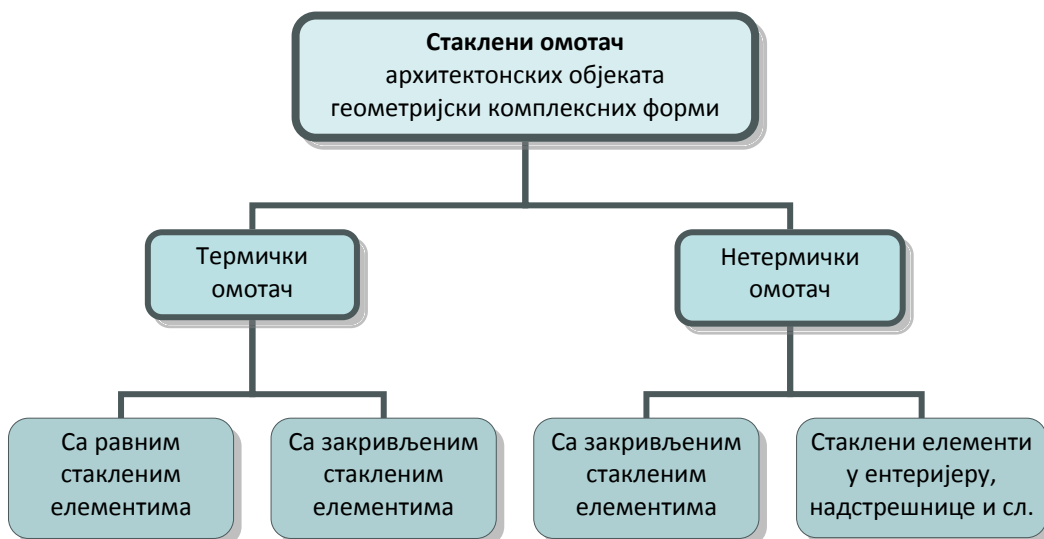 Стаклени омотач
архитектонских објеката
геометријски комплексних форми
Термички
омотач
Нетермички
омотач
Са равним
стакленим
елементима
Са закривљеним
стакленим
елементима
Са закривљеним
стакленим
елементима
Стаклени елементи
у ентеријеру,
надстрешнице и сл.